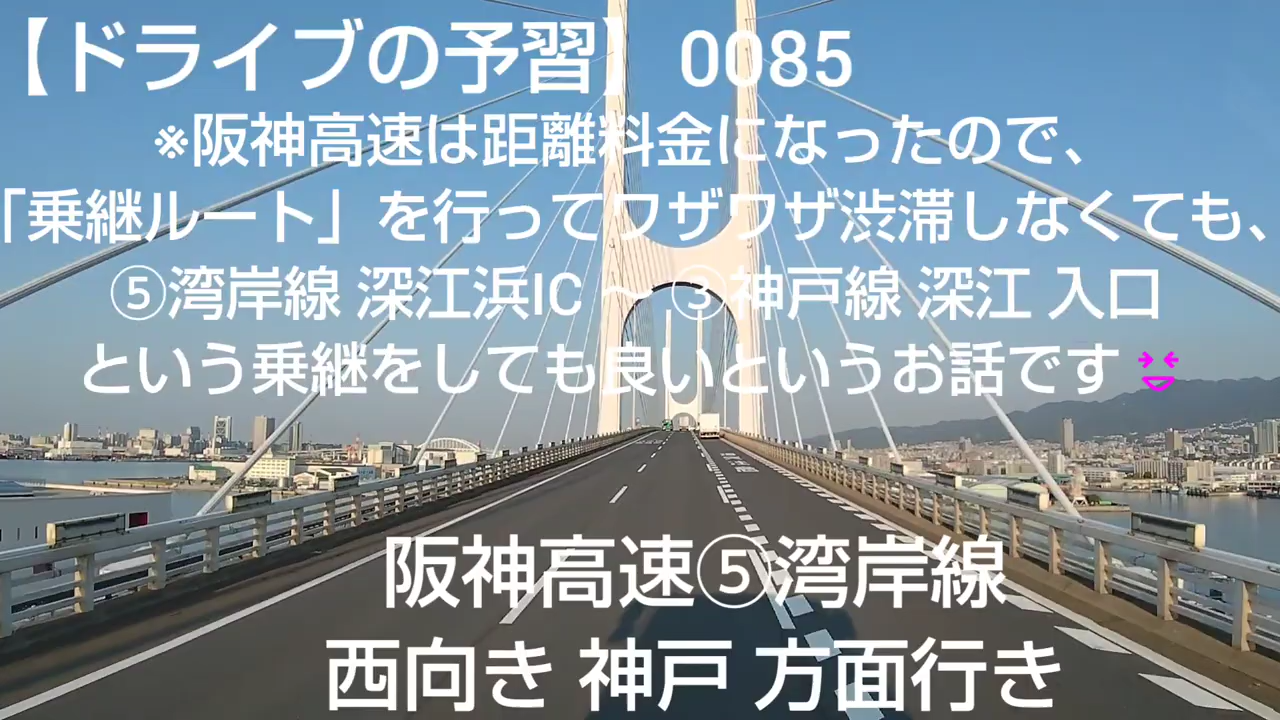 【ドライブの予習】 0085
※阪神高速は距離料金になったので、
「乗継ルート」を行ってワザワザ渋滞しなくても、
⑤湾岸線 深江浜IC ～ ③神戸線 深江 入口
という乗継をしても良いというお話です
阪神高速⑤湾岸線
西向き 神戸 方面行き